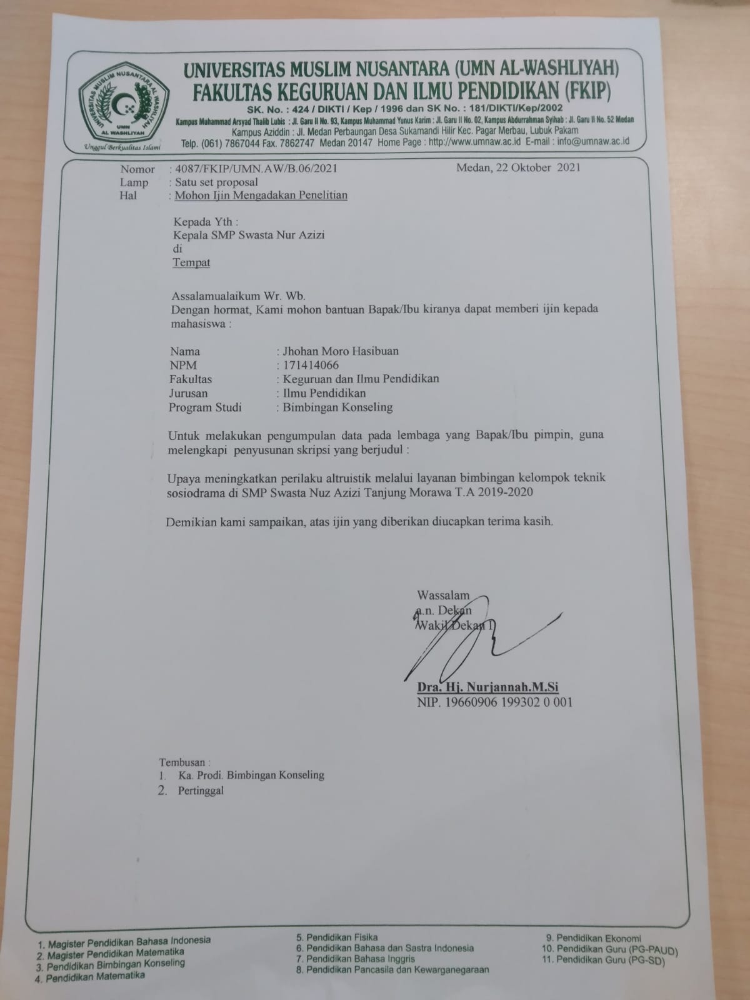 UNIVERSITAS MUSLIM NUSANTARA AL WASHLIYAH
UMN
AL WASHLIYAH
Unggul Berkualitas Islami
UNIVERSITAS MUSLIM NUSANTARA (UMN AL-WASHLIYAH)
FAKULTAS KEGURUAN DAN ILMU PENDIDIKAN (FKIP)
SK. No. : 424 / DIKTI / Kep / 1996 dan SK No. : 181/DIKTI/Kep/2002
Kampus Muhammad Arsyad Thalib Lubis : Jl. Garu II No. 93, Kampus Muhammad Yunus Karim : Jl. Garu II No. 02, Kampus Abdurrahman Syihab : Jl. Garu II No. 52 Medan
Kampus Aziddin : Jl. Medan Perbaungan Desa Sukamandi Hilir Kec. Pagar Merbau, Lubuk Pakam
Telp. (061) 7867044 Fax. 7862747 Medan 20147 Home Page : http://www.umnaw.ac.id E-mail : info@umnaw.ac.id
Nomor : 4087/FKIP/UMN.AW/B.06/2021 Medan, 22 Oktober 2021
Lamp : Satu set proposal
Hal : Mohon Ijin Mengadakan Penelitian
Kepada Yth :
Kepala SMP Swasta Nur Azizi
di
Tempat
Assalamualaikum Wr. Wb.
Dengan hormat, Kami mohon bantuan Bapak/Ibu kiranya dapat memberi ijin kepada
mahasiswa :
Nama : Jhohan Moro Hasibuan
NPM : 171414066
Fakultas : Keguruan dan Ilmu Pendidikan
Jurusan : Ilmu Pendidikan
Program Studi : Bimbingan Konseling
Untuk melakukan pengumpulan data pada lembaga yang Bapak/Ibu pimpin, guna
melengkapi penyusunan skripsi yang berjudul :
Upaya meningkatkan perilaku altruistik melalui layanan bimbingan kelompok teknik
sosiodrama di SMP Swasta Nuz Azizi Tanjung Morawa T.A 2019-2020
Demikian kami sampaikan, atas ijin yang diberikan diucapkan terima kasih.
Wassalam
a.n. Dekan
Wakil Dekan I
Dra. Hj. Nurjannah.M.Si
NIP. 19660906 199302 0 001
Tembusan :
1. Ka. Prodi. Bimbingan Konseling
2. Pertinggal
1. Magister Pendidikan Bahasa Indonesia
2. Magister Pendidikan Matematika
3. Pendidikan Bimbingan Konseling
4. Pendidikan Matematika
5. Pendidikan Fisika
6. Pendidikan Bahasa dan Sastra Indonesia
7. Pendidikan Bahasa Inggris
8. Pendidikan Pancasila dan Kewarganegaraan
9. Pendidikan Ekonomi
10. Pendidikan Guru (PG-PAUD)
11. Pendidikan Guru (PG-SD)